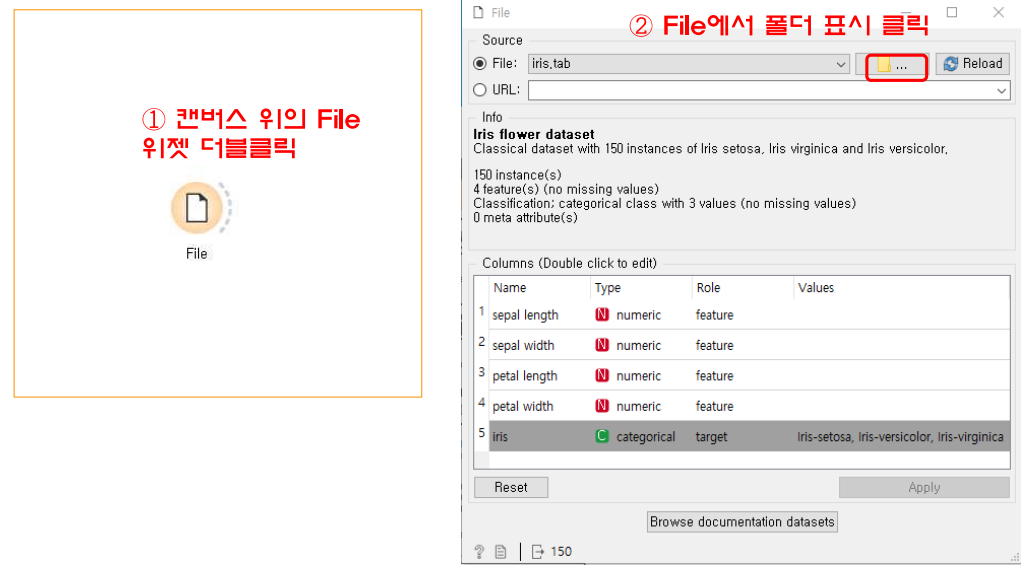 ① 캔버스 위의 File
위젯 더블클릭
File
File
② File에서 폴더 표시 클릭
Source
File: iris.tab ... Reload
URL:
Info
Iris flower dataset
Classical dataset with 150 instances of Iris setosa, Iris virginica and Iris versicolor.
150 instance(s)
4 feature(s) (no missing values)
Classification; categorical class with 3 values (no missing values)
0 meta attribute(s)
Columns (Double click to edit)
Name Type Role Values
1 sepal length N numeric feature
2 sepal width N numeric feature
3 petal length N numeric feature
4 petal width N numeric feature
5 iris C categorical target Iris-setosa, Iris-versicolor, Iris-virginica
Reset Apply
Browse documentation datasets
? 150